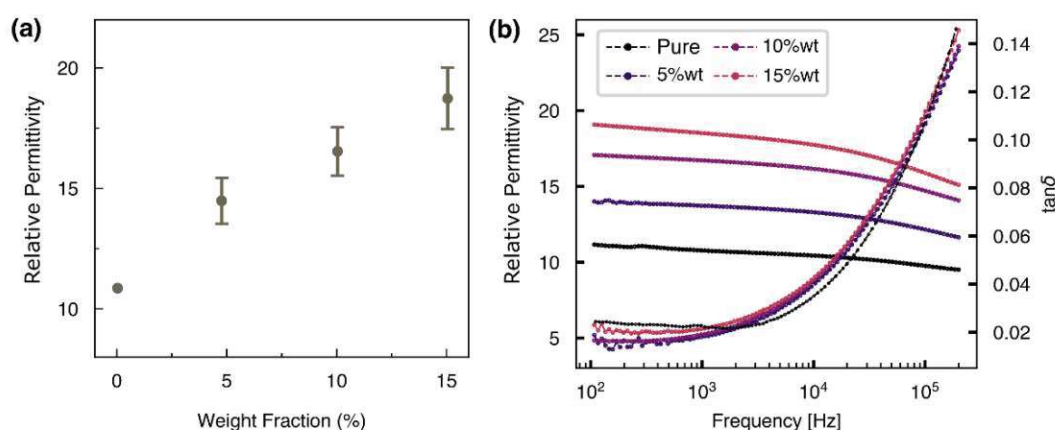 (a)
Relative Permittivity
20
15
10
0
5
10
15
Weight Fraction (%)
(b)
Relative Permittivity
25
20
15
10
5
Pure
10%wt
5%wt
15%wt
0.14
0.12
0.10
0.08
0.06
0.04
0.02
tanδ
10²
10³
10⁴
10⁵
Frequency [Hz]